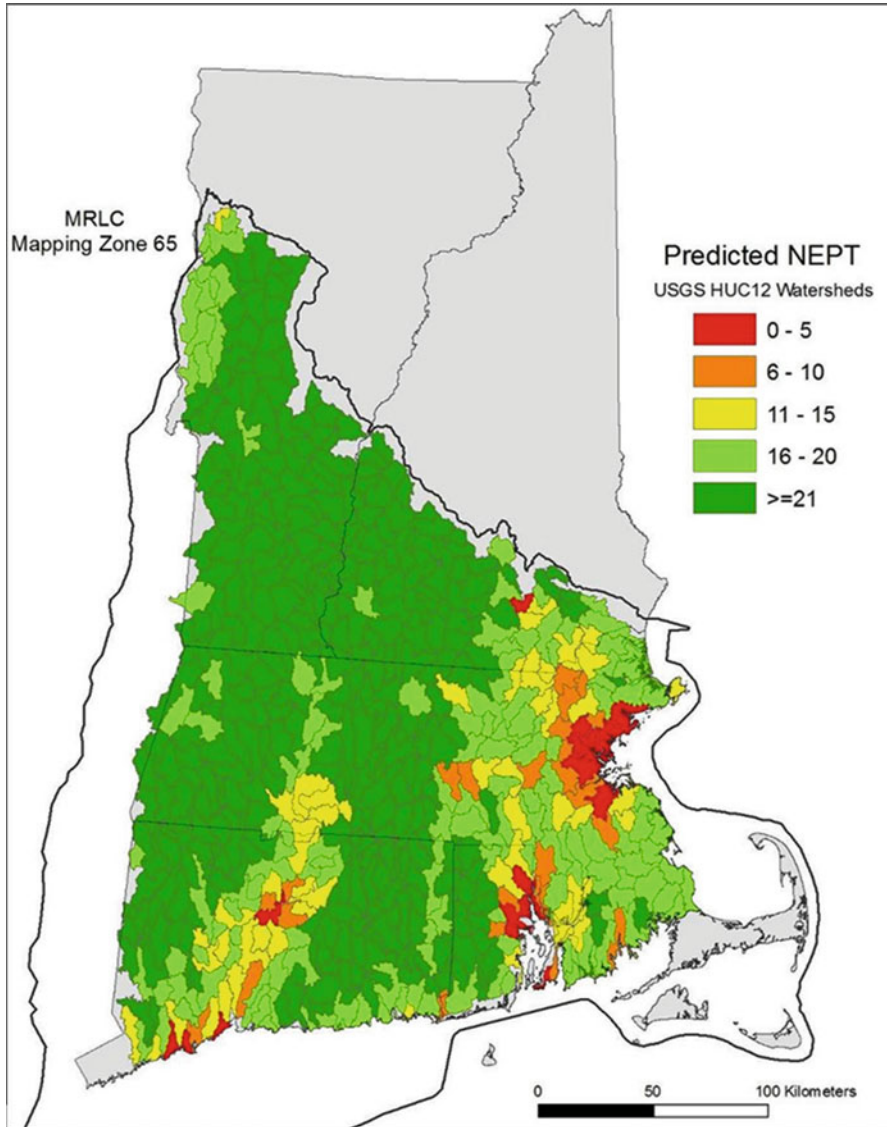 MRLC
Mapping Zone 65
Predicted NEPT
USGS HUC12 Watersheds
0 - 5
6 - 10
11 - 15
16 - 20
>=21
0 50 100 Kilometers